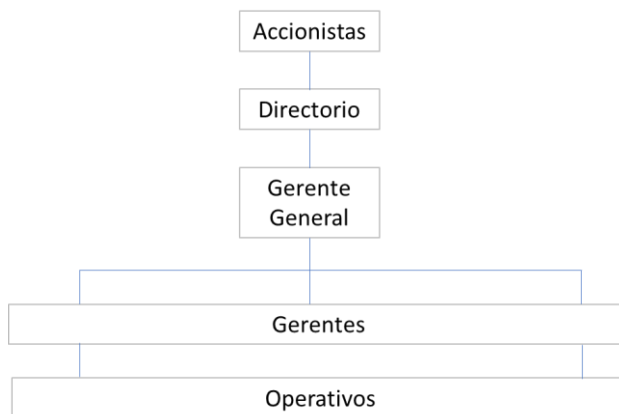 Accionistas
Directorio
Gerente
General
Gerentes
Operativos